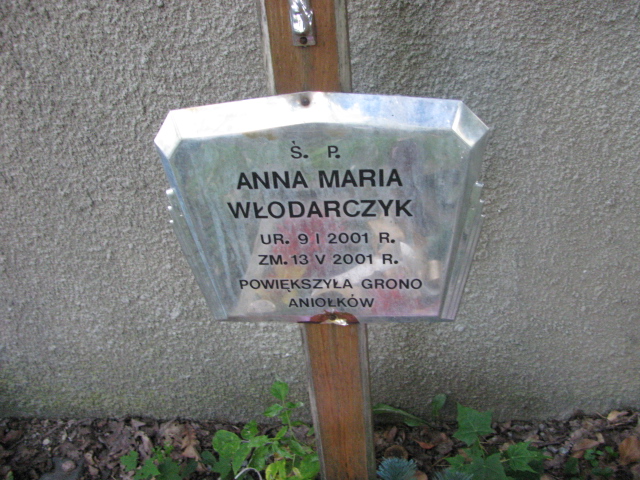 Ś. P.
ANNA MARIA
WŁODARCZYK
UR. 9 I 2001 R.
ZM. 13 V 2001 R.
POWIĘKSZYŁA GRONO
ANIOŁKÓW